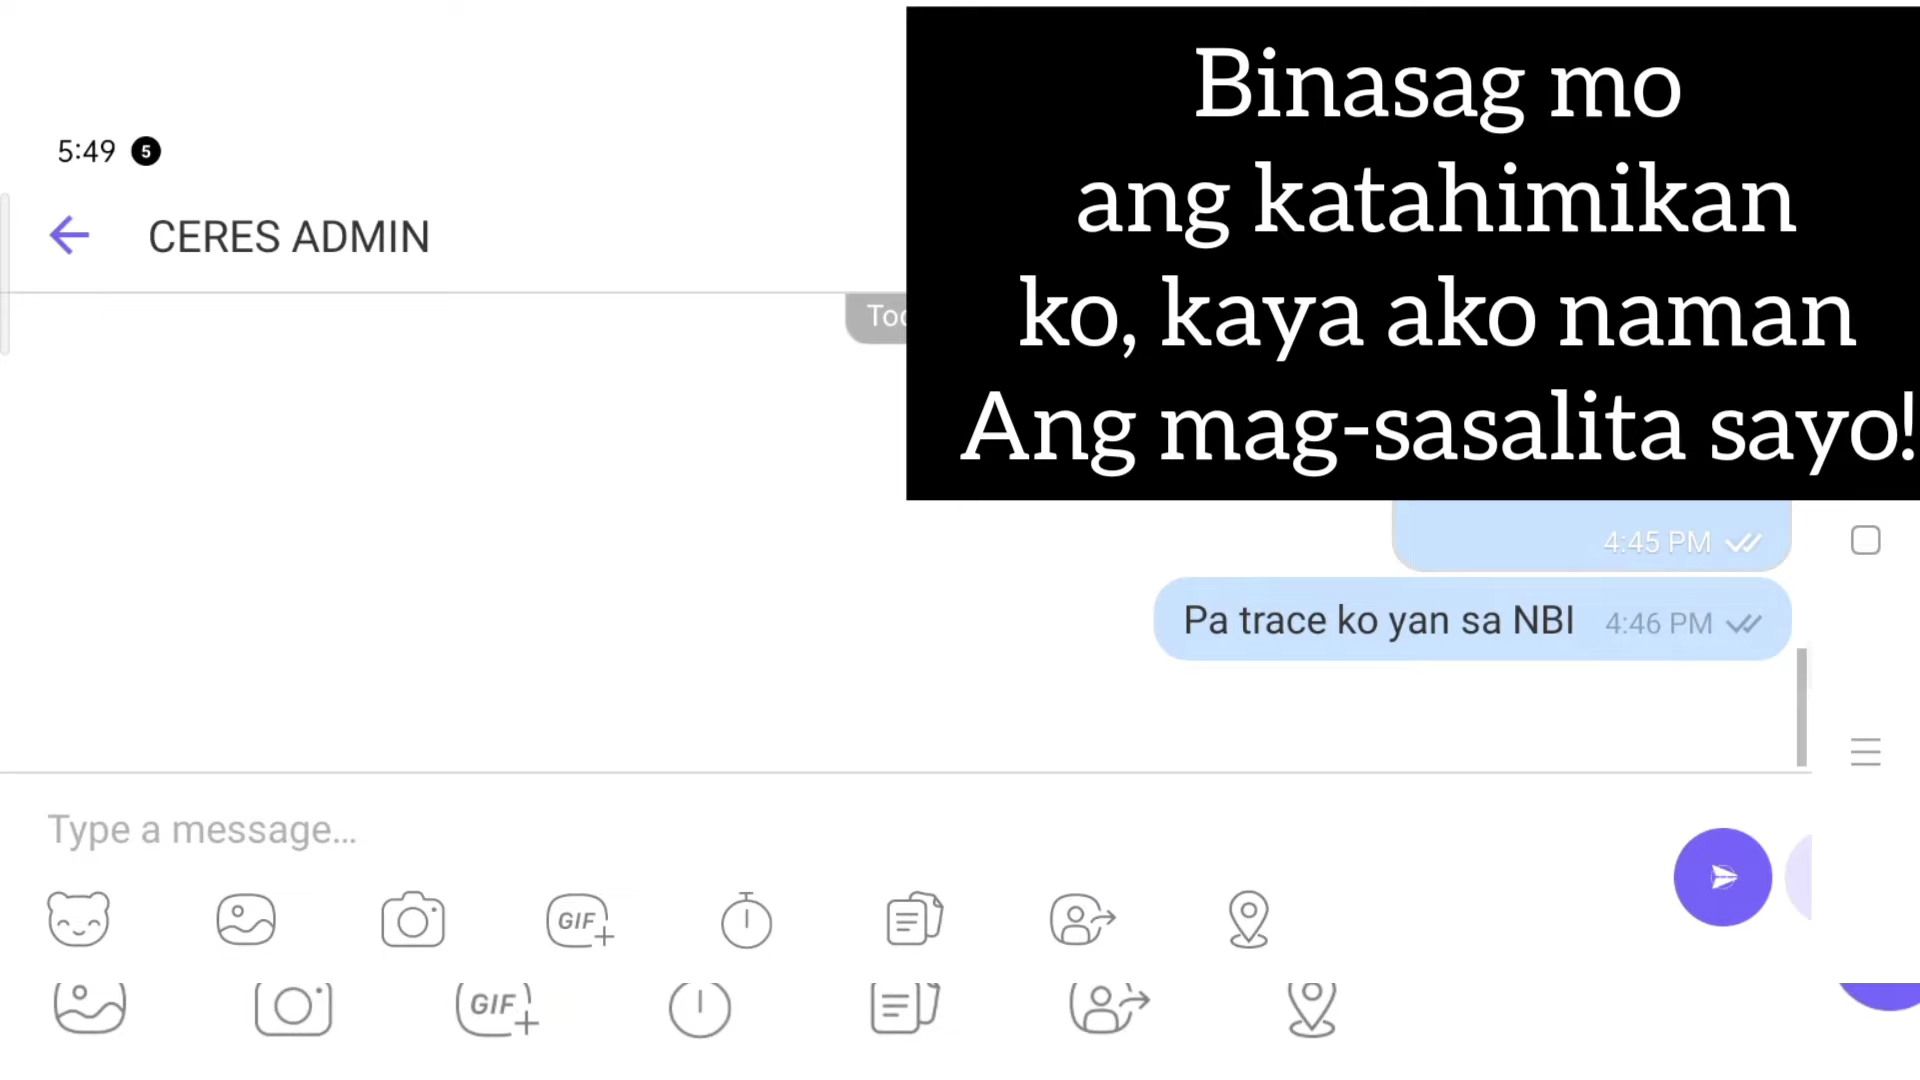 Binasag mo
ang katahimikan
ko, kaya ako naman
Ang mag-sasalita sayo!
5:49 5
CERES ADMIN
4:45 PM
Pa trace ko yan sa NBI 4:46 PM
Type a message...
GIF
GIF